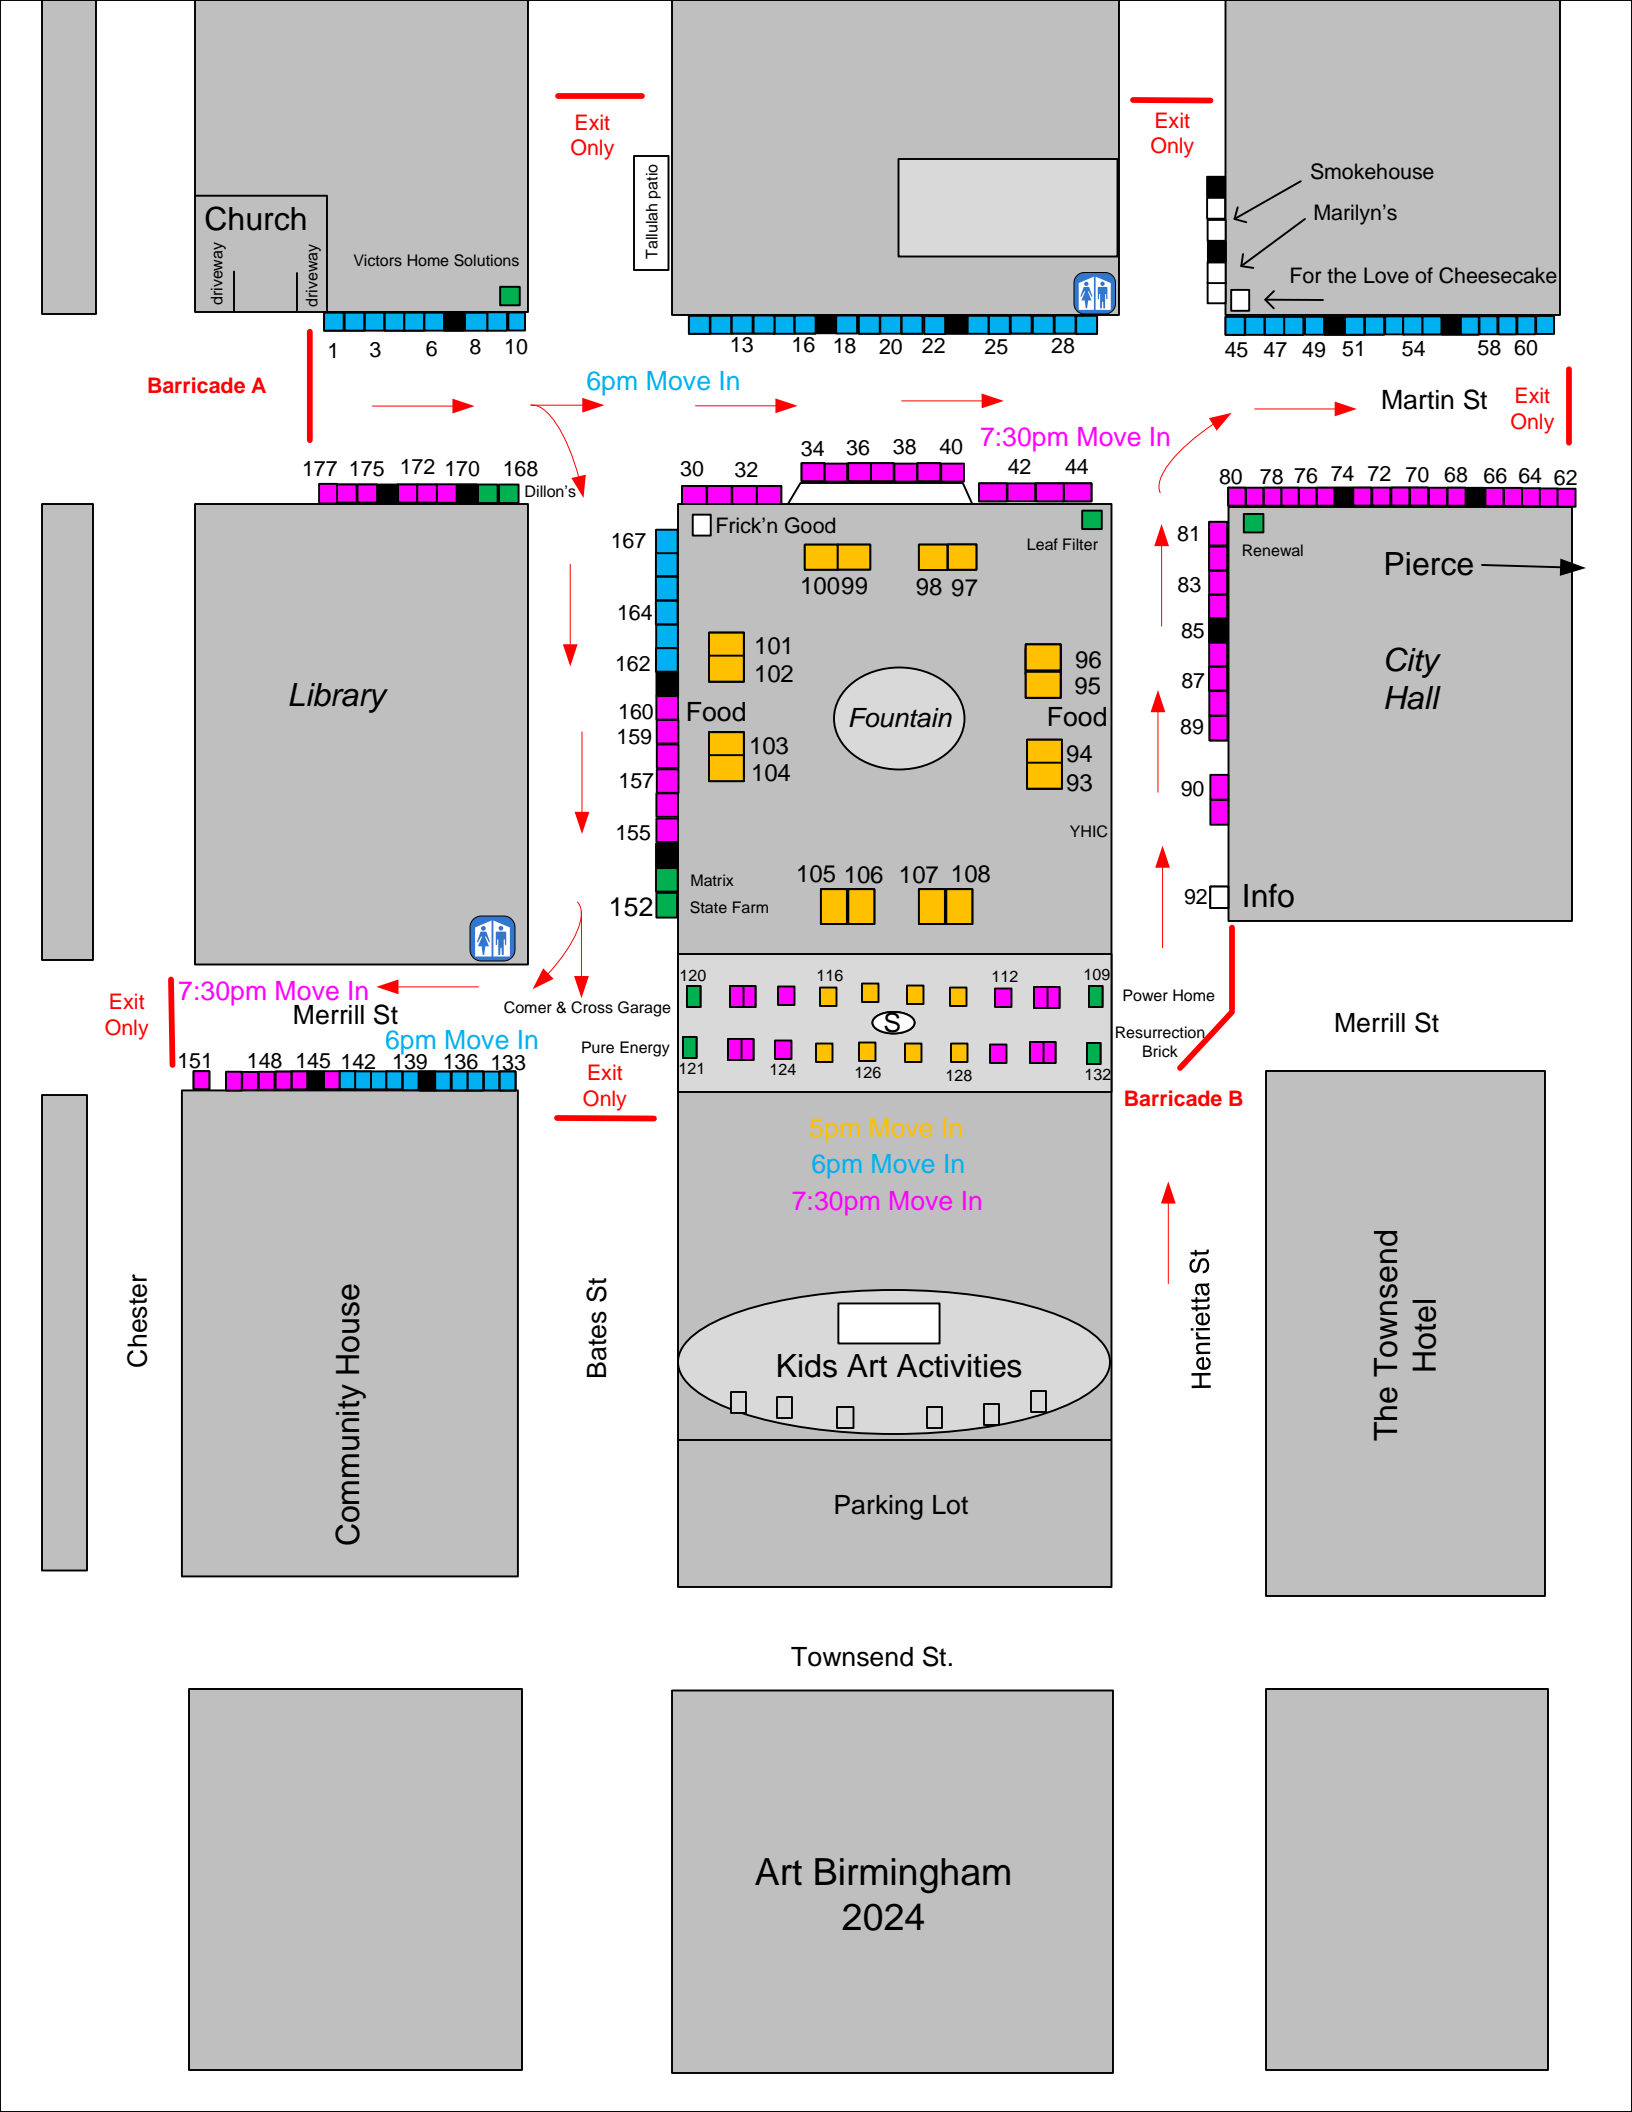 Exit
Only
Exit
Only
Tallulah patio
Smokehouse
Marilyn's
For the Love of Cheesecake
Church
driveway
driveway
Victors Home Solutions
1 3 6 8 10
13 16 18 20 22 25 28
45 47 49 51 54 58 60
Barricade A
6pm Move In
Martin St
Exit
Only
7:30pm Move In
177 175 172 170 168
Dillon's
30 32
34 36 38 40
42 44
80 78 76 74 72 70 68 66 64 62
Frick'n Good
Leaf Filter
Renewal
Pierce
167
164
162
160
159
157
155
152
100 99
98 97
101
102
Food
103
104
Fountain
96
95
Food
94
93
YHIC
81
83
85
87
89
90
92
Info
City
Hall
Library
Matrix
State Farm
105 106 107 108
7:30pm Move In
Merrill St
6pm Move In
Exit
Only
Comer & Cross Garage
Pure Energy
Exit
Only
120 116 112 109
S
121 124 126 128 132
Power Home
Resurrection
Brick
Merrill St
Barricade B
151 148 145 142 139 136 133
5pm Move In
6pm Move In
7:30pm Move In
Chester
Community House
Bates St
Kids Art Activities
Henrietta St
The Townsend
Hotel
Parking Lot
Townsend St.
Art Birmingham
2024